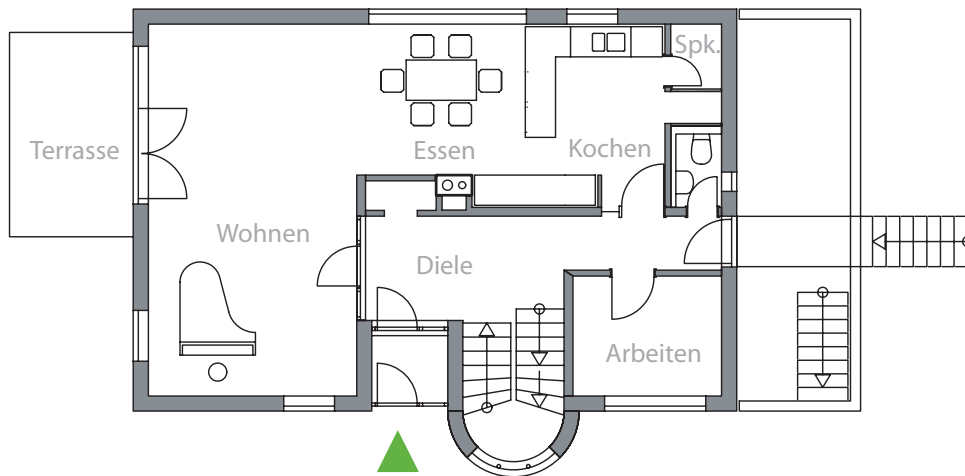 Spk.
Terrasse
Essen
Kochen
Wohnen
Diele
Arbeiten